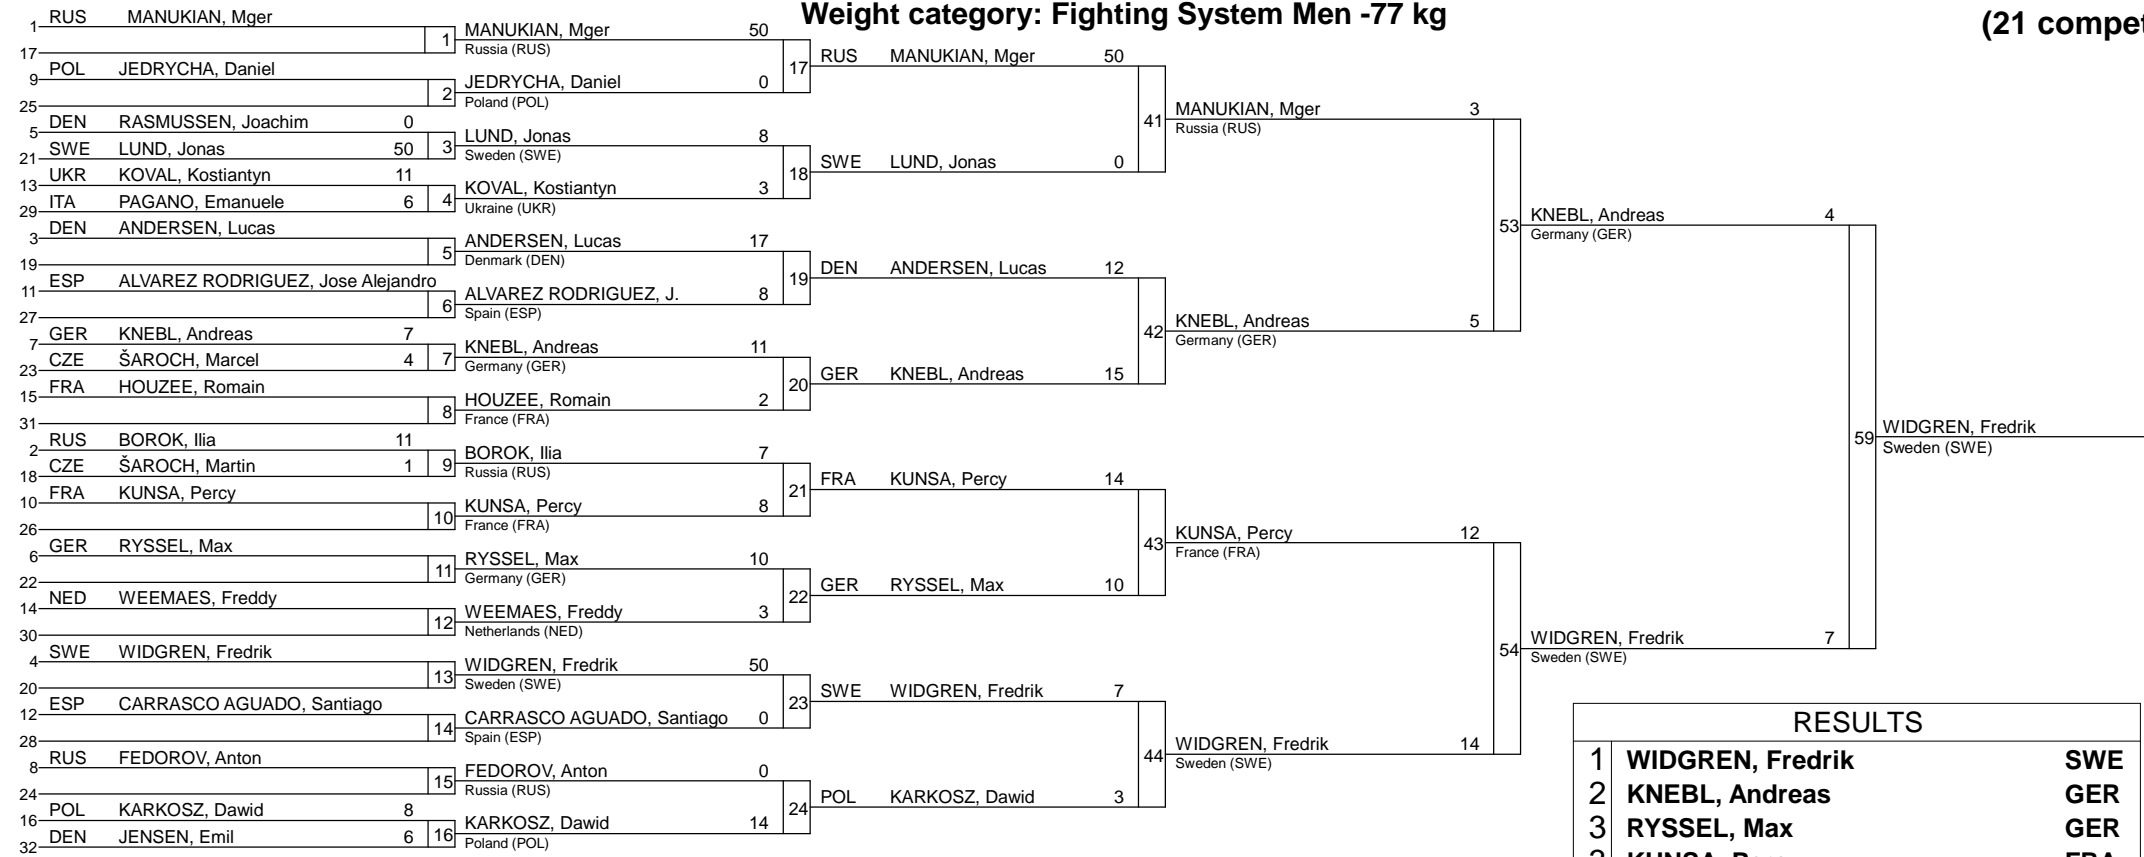 Weight category: Fighting System Men -77 kg
(21 compet
1 RUS MANUKIAN, Mger
17
9 POL JEDRYCHA, Daniel
25
5 DEN RASMUSSEN, Joachim 0
21 SWE LUND, Jonas 50
13 UKR KOVAL, Kostiantyn 11
29 ITA PAGANO, Emanuele 6
3 DEN ANDERSEN, Lucas
19
11 ESP ALVAREZ RODRIGUEZ, Jose Alejandro
27
7 GER KNEBL, Andreas 7
23 CZE ŠAROCH, Marcel 4
15 FRA HOUZEE, Romain
31
2 RUS BOROK, Ilia 11
18 CZE ŠAROCH, Martin 1
10 FRA KUNSA, Percy
26
6 GER RYSSEL, Max
22
14 NED WEEMAES, Freddy
30
4 SWE WIDGREN, Fredrik
20
12 ESP CARRASCO AGUADO, Santiago
28
8 RUS FEDOROV, Anton
24
16 POL KARKOSZ, Dawid 8
32 DEN JENSEN, Emil 6
1 MANUKIAN, Mger 50
Russia (RUS)
2 JEDRYCHA, Daniel 0
Poland (POL)
3 LUND, Jonas 8
Sweden (SWE)
4 KOVAL, Kostiantyn 3
Ukraine (UKR)
5 ANDERSEN, Lucas 17
Denmark (DEN)
6 ALVAREZ RODRIGUEZ, J. 8
Spain (ESP)
7 KNEBL, Andreas 11
Germany (GER)
8 HOUZEE, Romain 2
France (FRA)
9 BOROK, Ilia 7
Russia (RUS)
10 KUNSA, Percy 8
France (FRA)
11 RYSSEL, Max 10
Germany (GER)
12 WEEMAES, Freddy 3
Netherlands (NED)
13 WIDGREN, Fredrik 50
Sweden (SWE)
14 CARRASCO AGUADO, Santiago 0
Spain (ESP)
15 FEDOROV, Anton 0
Russia (RUS)
16 KARKOSZ, Dawid 14
Poland (POL)
17 RUS MANUKIAN, Mger 50
18 SWE LUND, Jonas 0
19 DEN ANDERSEN, Lucas 12
20 GER KNEBL, Andreas 15
21 FRA KUNSA, Percy 14
22 GER RYSSEL, Max 10
23 SWE WIDGREN, Fredrik 7
24 POL KARKOSZ, Dawid 3
41 MANUKIAN, Mger 3
Russia (RUS)
42 KNEBL, Andreas 5
Germany (GER)
43 KUNSA, Percy 12
France (FRA)
44 WIDGREN, Fredrik 14
Sweden (SWE)
53 KNEBL, Andreas 4
Germany (GER)
54 WIDGREN, Fredrik 7
Sweden (SWE)
59 WIDGREN, Fredrik
Sweden (SWE)
RESULTS
1 WIDGREN, Fredrik SWE
2 KNEBL, Andreas GER
3 RYSSEL, Max GER
3 KUNSA, Percy FRA